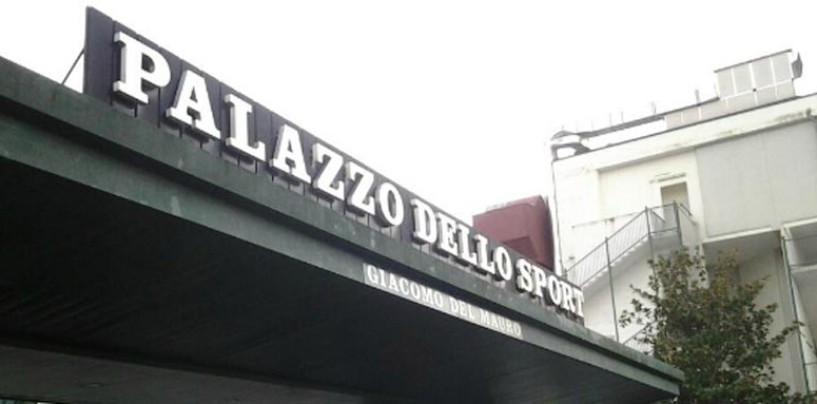 PALAZZO DELLO SPORT
GIACOMO DEL MAURO